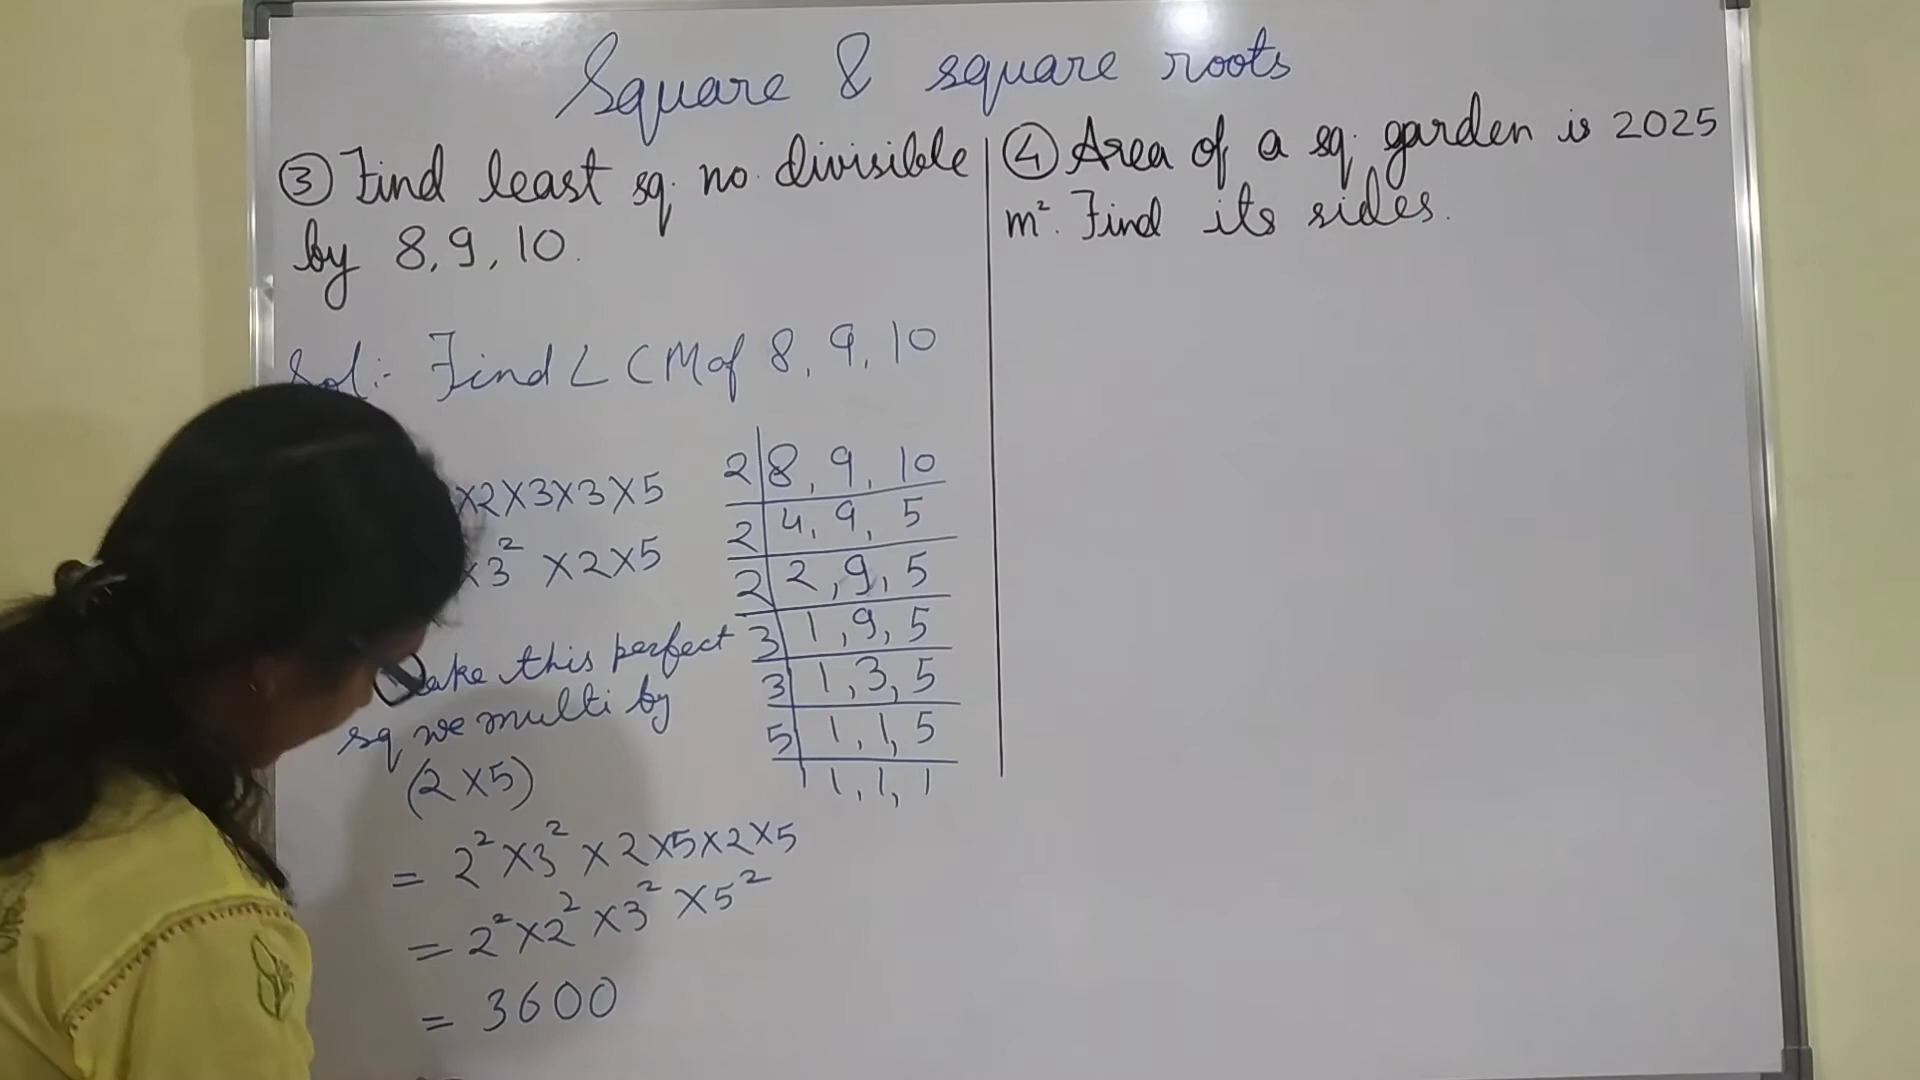 Square & square roots
③ Find least sq. no. divisible
by 8, 9, 10.
Sol:- Find LCM of 8, 9, 10
×2×3×3×5
×3² ×2×5
2 | 8, 9, 10
2 | 4, 9, 5
2 | 2, 9, 5
3 | 1, 9, 5
3 | 1, 3, 5
5 | 1, 1, 5
1, 1, 1
this perfect
sq we multi by
(2×5)
= 2² × 3² × 2×5×2×5
= 2² × 2² × 3² × 5²
= 3600
④ Area of a sq. garden is 2025
m². Find its sides.